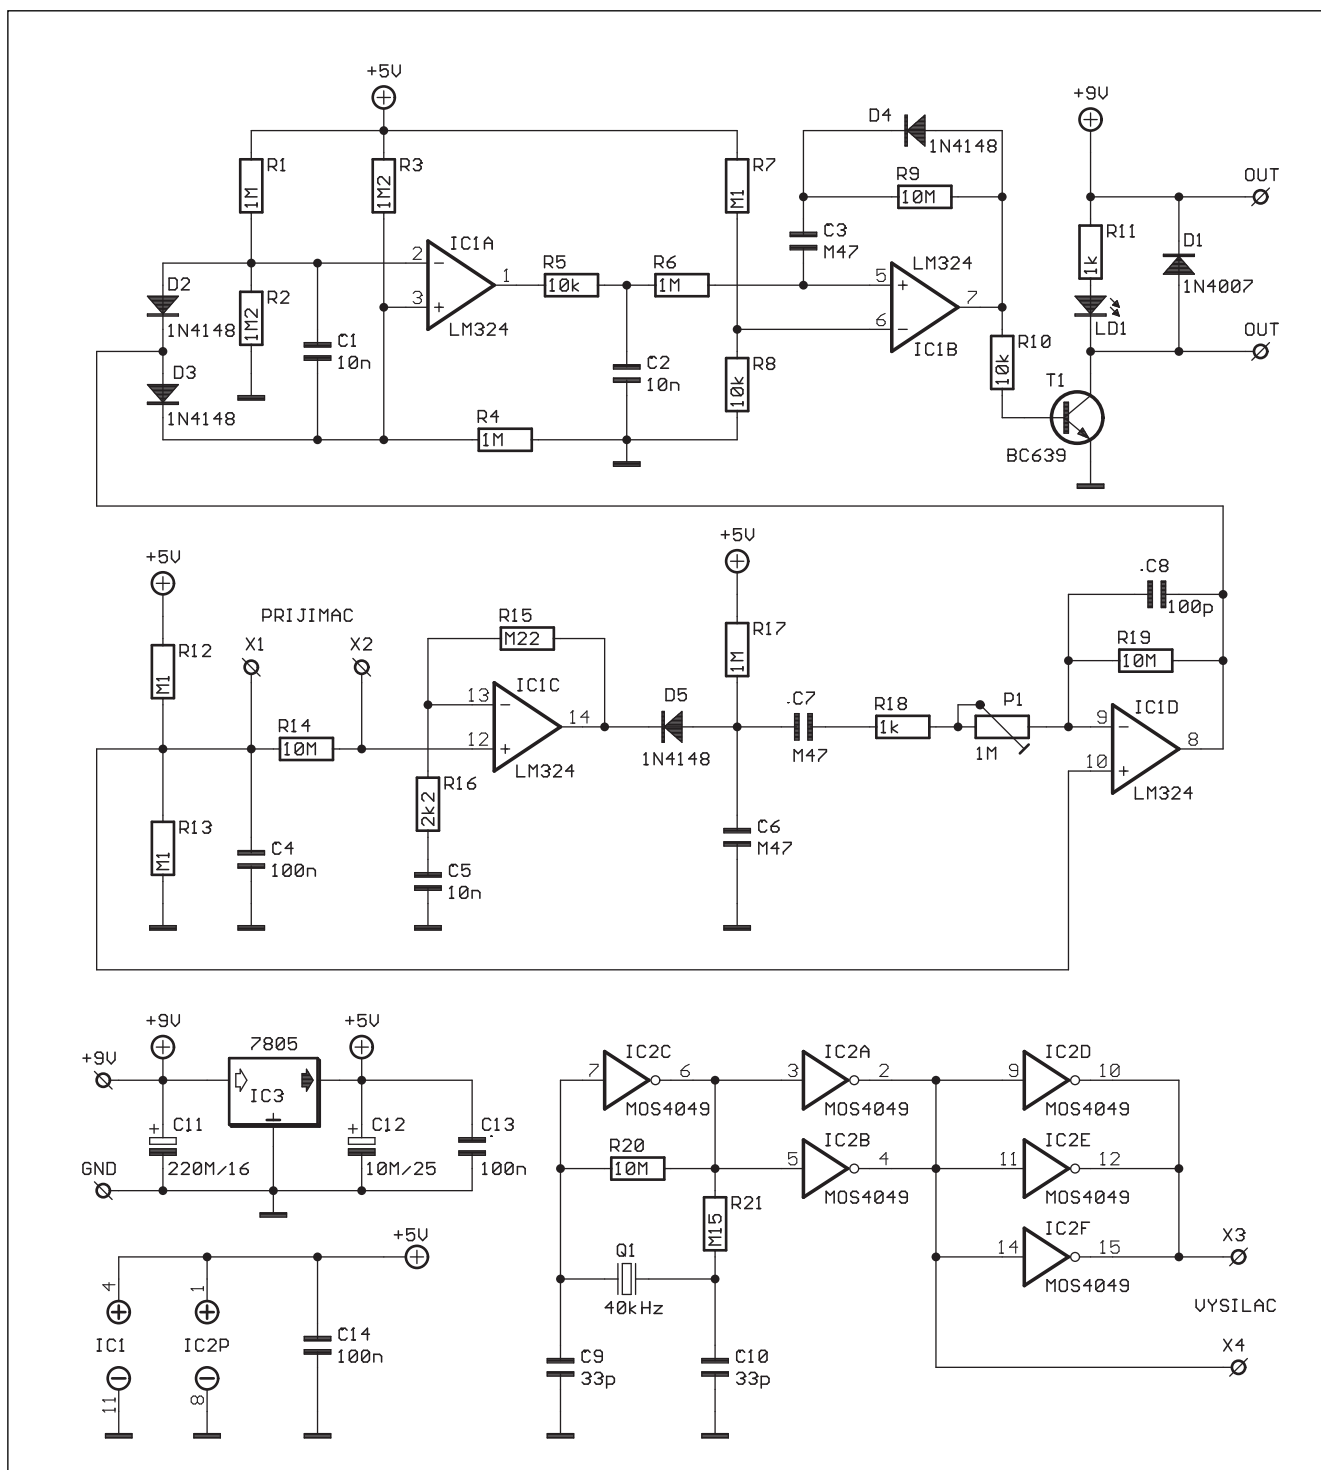 +5V
+9V
D4
1N4148
R1
1M
R3
1M2
R7
M1
R9
10M
OUT
C3
M47
R11
1k
D1
1N4007
IC1A
2
1
3
LM324
R5
10k
R6
1M
LM324
5
7
6
IC1B
D2
1N4148
R2
1M2
C1
10n
C2
10n
R8
10k
R10
10k
LD1
OUT
D3
1N4148
R4
1M
T1
BC639
+5V
+5V
.C8
100p
PRIJIMAC
X1
X2
R15
M22
R17
1M
R19
10M
R12
M1
IC1C
13
14
12
LM324
D5
1N4148
.C7
M47
R18
1k
P1
1M
IC1D
9
8
10
LM324
R14
10M
R16
2k2
R13
M1
C4
100n
C5
10n
C6
M47
+9V
+5V
+9V
7805
IC3
C11
220M/16
C12
10M/25
C13
100n
GND
IC2C
7
6
MOS4049
IC2A
3
2
MOS4049
IC2D
9
10
MOS4049
R20
10M
IC2B
5
4
MOS4049
IC2E
11
12
MOS4049
R21
M15
IC2F
14
15
MOS4049
X3
+5V
Q1
40kHz
VYSILAC
4
1
IC1
IC2P
11
8
C14
100n
C9
33p
C10
33p
X4